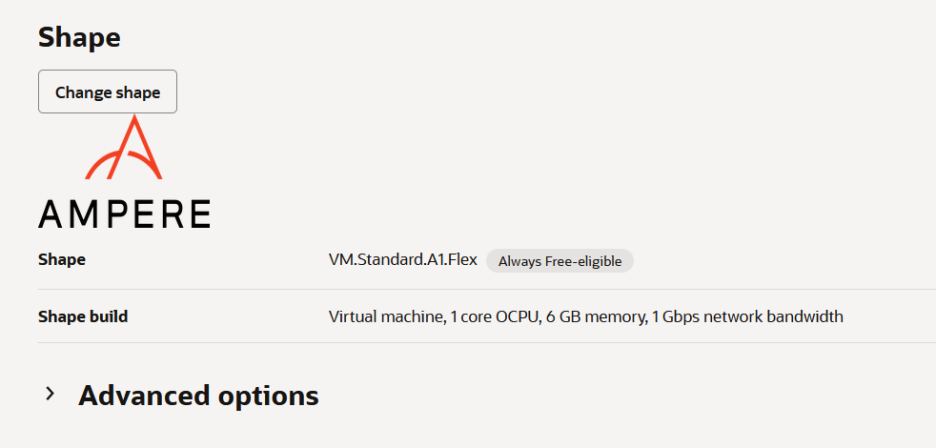 Shape
Change shape
AMPERE
Shape VM.Standard.A1.Flex Always Free-eligible
Shape build Virtual machine, 1 core OCPU, 6 GB memory, 1 Gbps network bandwidth
Advanced options